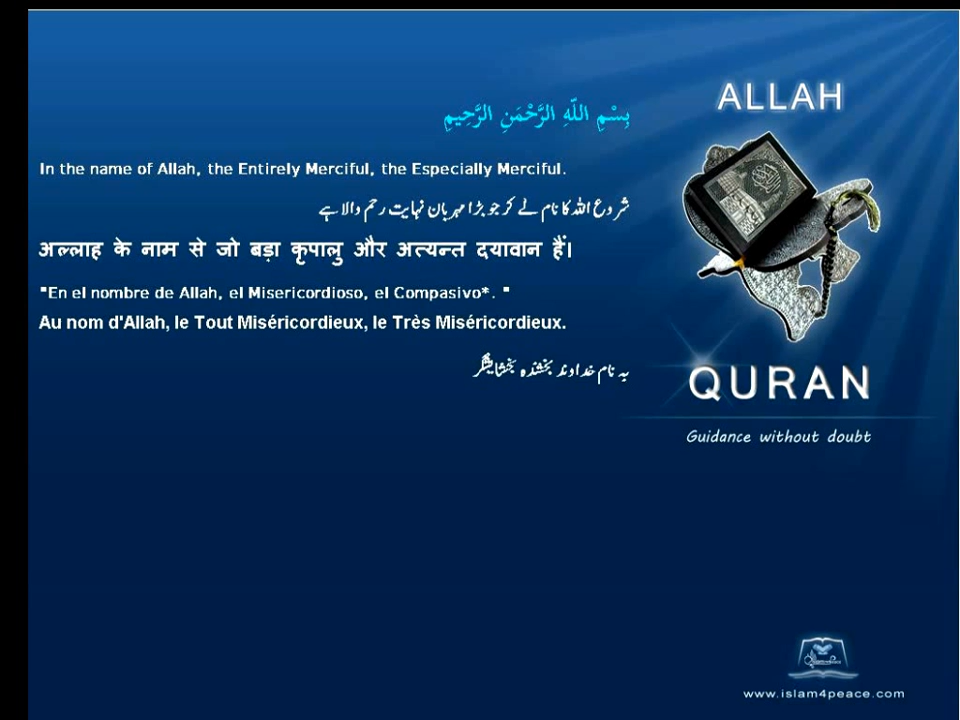 بِسْمِ اللّهِ الرَّحْمَنِ الرَّحِيمِ
In the name of Allah, the Entirely Merciful, the Especially Merciful.
شروع الله کا نام لے کر جو بڑا مہربان نہایت رحم والا ہے
अल्लाह के नाम से जो बड़ा कृपालु और अत्यन्त दयावान हैं।
"En el nombre de Allah, el Misericordioso, el Compasivo*. "
Au nom d'Allah, le Tout Miséricordieux, le Très Miséricordieux.
به نام خداوند بخشنده بخشایشگر
ALLAH
QURAN
Guidance without doubt
www.islam4peace.com